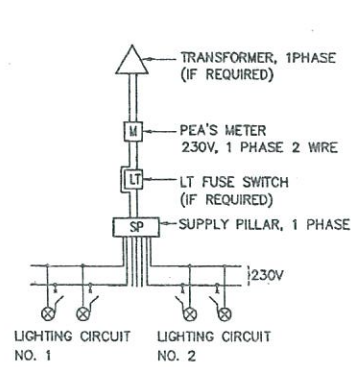 TRANSFORMER, 1PHASE
(IF REQUIRED)
M
PEA'S METER
230V, 1 PHASE 2 WIRE
LT
LT FUSE SWITCH
(IF REQUIRED)
SP
SUPPLY PILLAR, 1 PHASE
230V
LIGHTING CIRCUIT
NO. 1
LIGHTING CIRCUIT
NO. 2